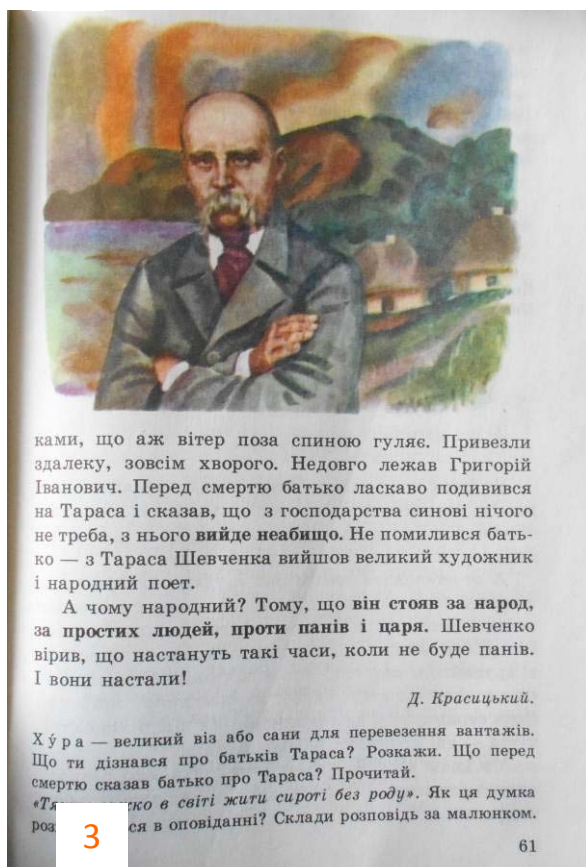 ками, що аж вітер поза спиною гуляє. Привезли
здалеку, зовсім хворого. Недовго лежав Григорій
Іванович. Перед смертю батько ласкаво подивився
на Тараса і сказав, що з господарства синові нічого
не треба, з нього вийде неабищо. Не помилився бать-
ко — з Тараса Шевченка вийшов великий художник
і народний поет.
А чому народний? Тому, що він стояв за народ,
за простих людей, проти панів і царя. Шевченко
вірив, що настануть такі часи, коли не буде панів.
І вони настали!
Д. Красицький.
Ху́ра — великий віз або сани для перевезення вантажів.
Що ти дізнався про батьків Тараса? Розкажи. Що перед
смертю сказав батько про Тараса? Прочитай.
в світі жити сироті без роду». Як ця думка
в оповіданні? Склади розповідь за малюнком.
3
61